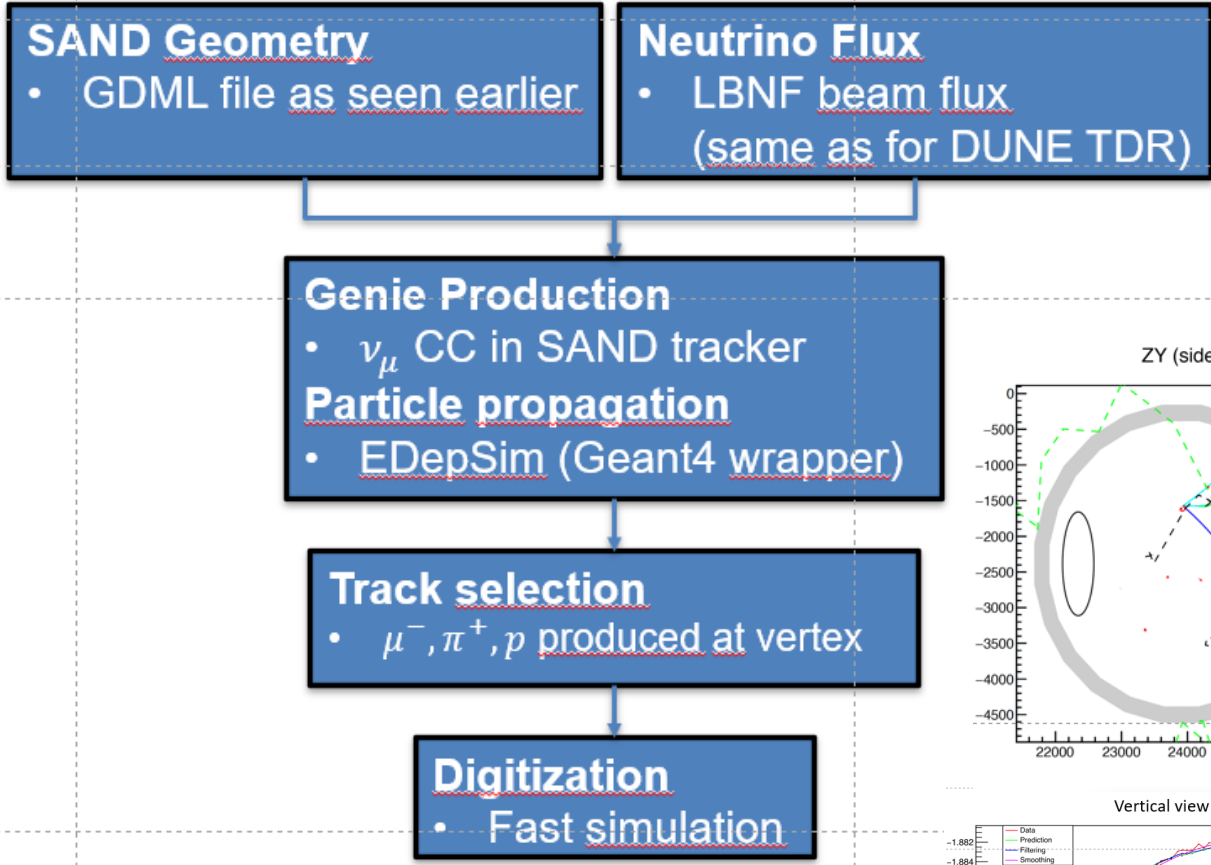 SAND Geometry
• GDML file as seen earlier
Neutrino Flux
• LBNF beam flux
(same as for DUNE TDR)
Genie Production
• νμ CC in SAND tracker
Particle propagation
• EDepSim (Geant4 wrapper)
Track selection
• μ⁻, π⁺, p produced at vertex
Digitization
• Fast simulation
ZY (side
0
−500
−1000
−1500
−2000
−2500
−3000
−3500
−4000
−4500
22000 23000 24000
Vertical view
−1.882
−1.884
Data
Prediction
Filtering
Smoothing